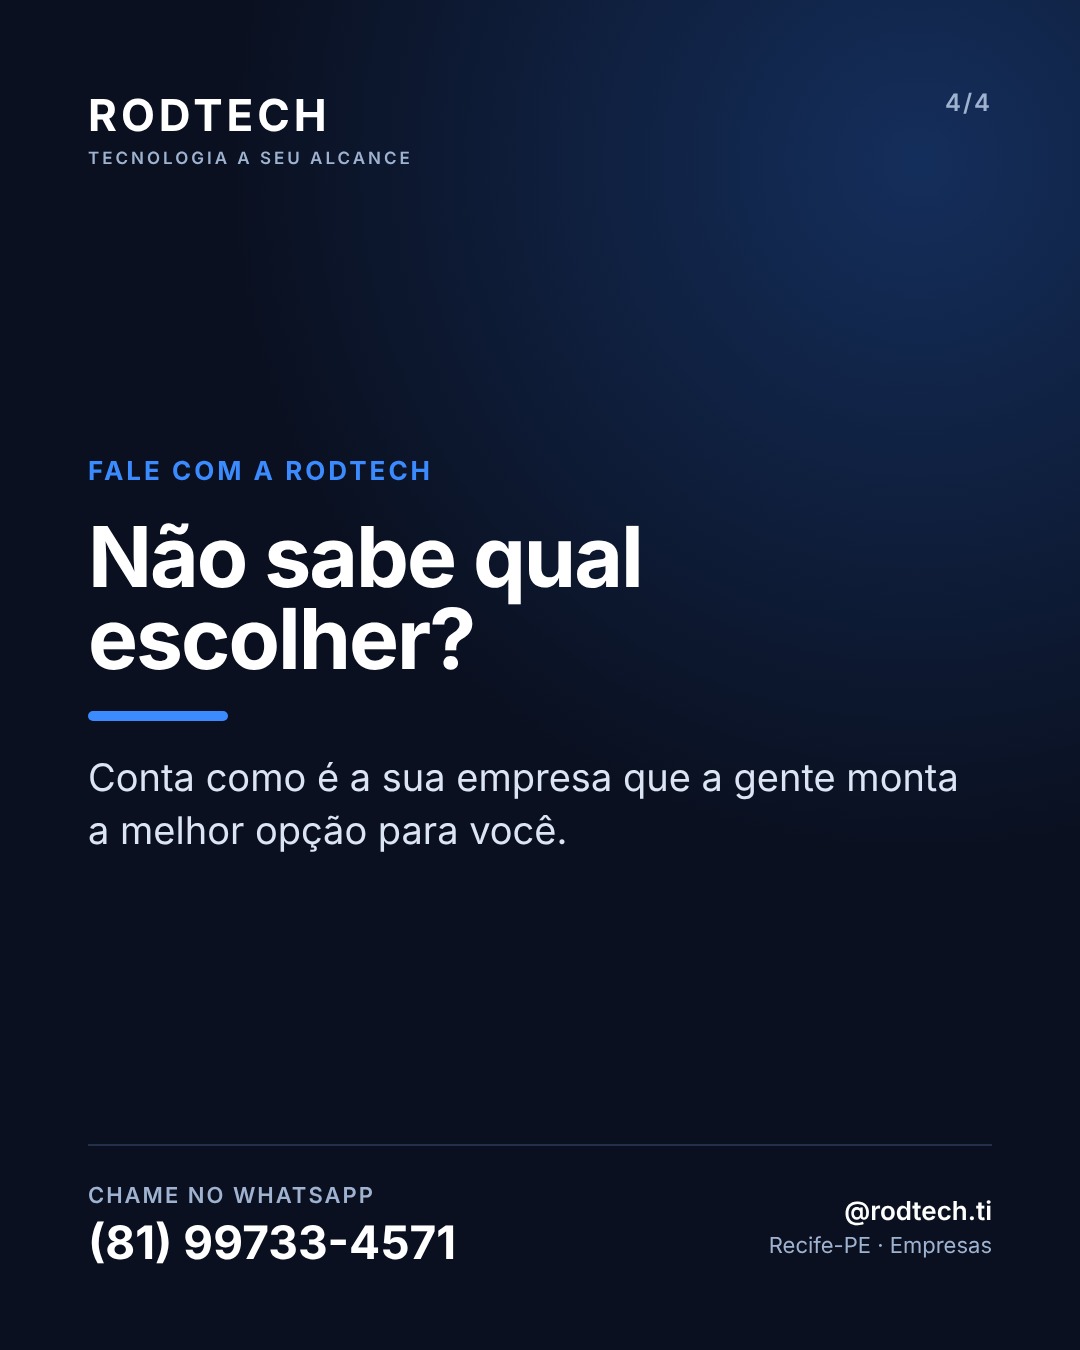 RODTECH
TECNOLOGIA A SEU ALCANCE
4/4
FALE COM A RODTECH
Não sabe qual
escolher?
Conta como é a sua empresa que a gente monta
a melhor opção para você.
CHAME NO WHATSAPP
(81) 99733-4571
@rodtech.ti
Recife-PE · Empresas